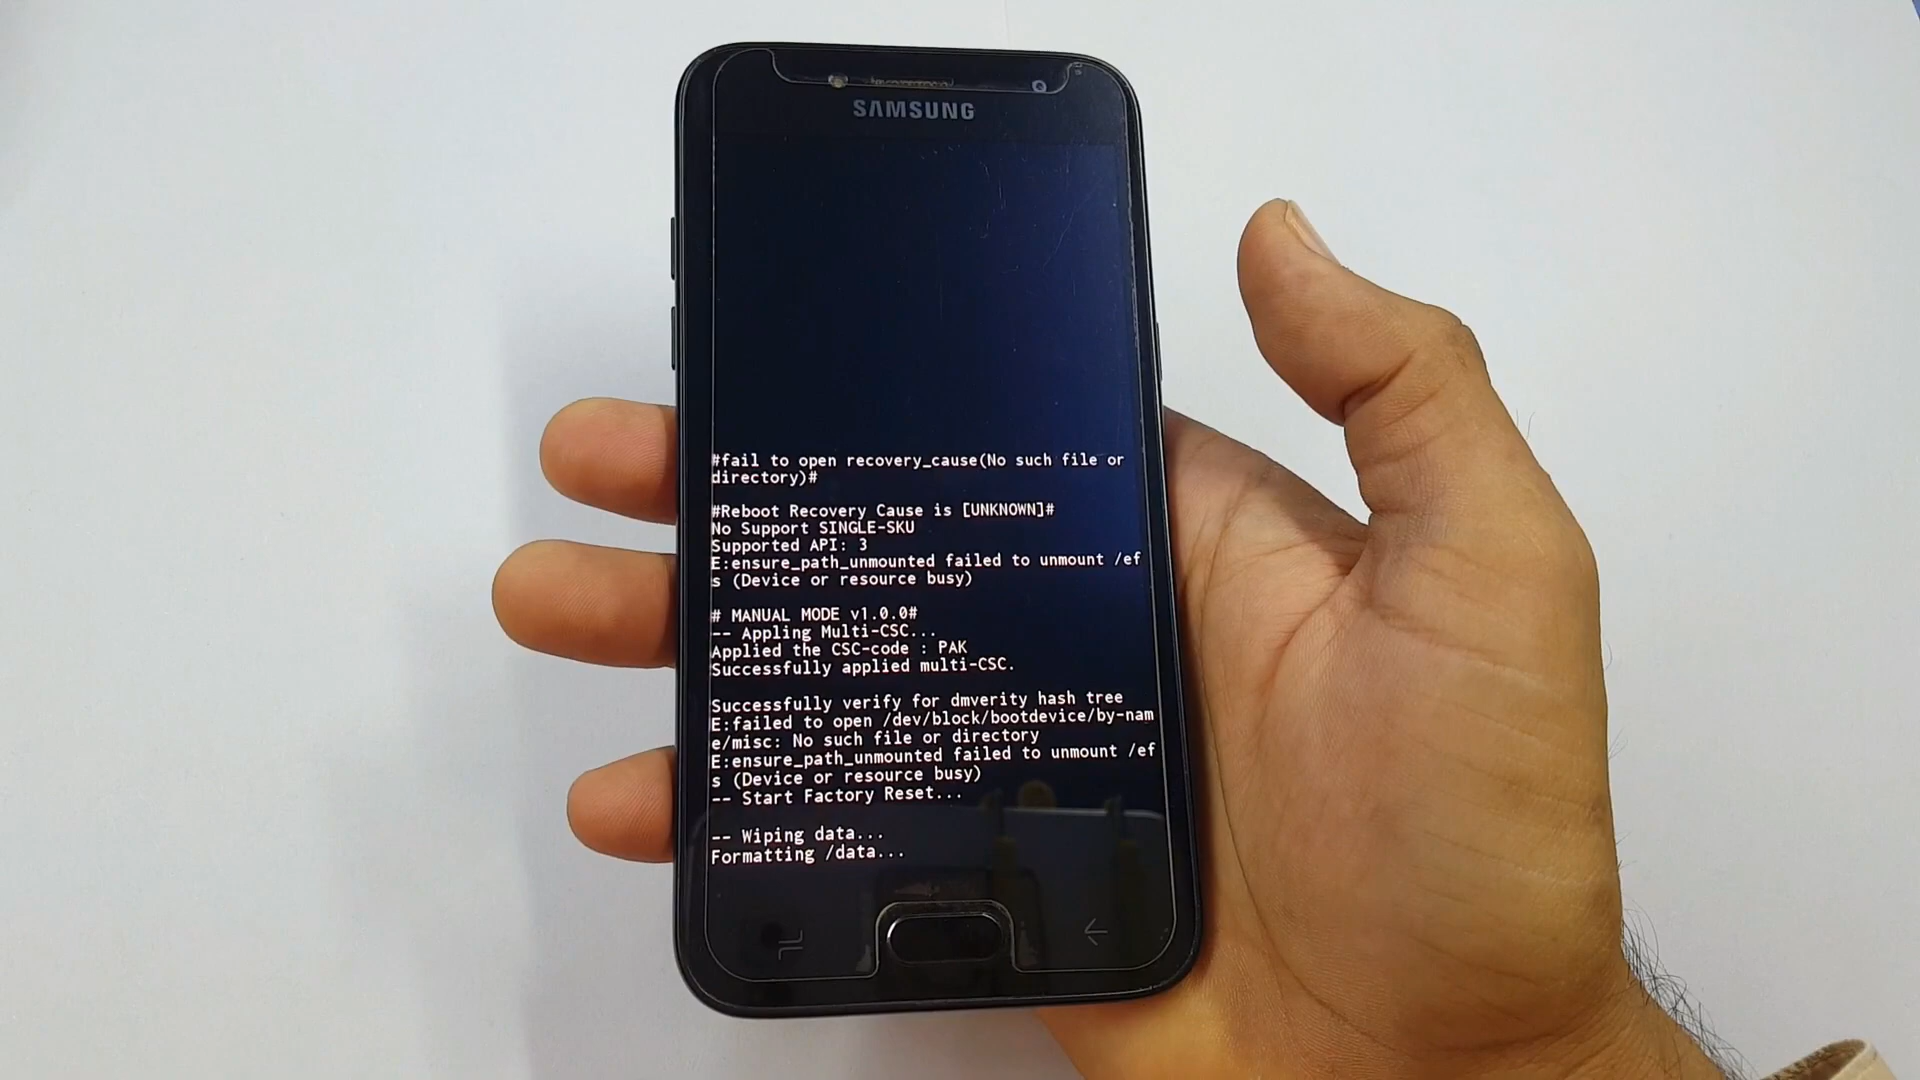 SAMSUNG
#fail to open recovery_cause(No such file or
directory)#
#Reboot Recovery Cause is [UNKNOWN]#
No Support SINGLE-SKU
Supported API: 3
E:ensure_path_unmounted failed to unmount /ef
s (Device or resource busy)
# MANUAL MODE v1.0.0#
-- Appling Multi-CSC...
Applied the CSC-code : PAK
Successfully applied multi-CSC.
Successfully verify for dmverity hash tree
E:failed to open /dev/block/bootdevice/by-nam
e/misc: No such file or directory
E:ensure_path_unmounted failed to unmount /ef
s (Device or resource busy)
-- Start Factory Reset...
-- Wiping data...
Formatting /data...